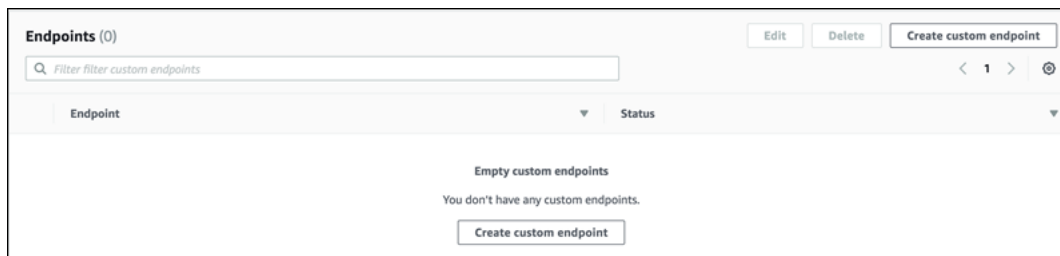 Endpoints (0)
Edit
Delete
Create custom endpoint
Filter filter custom endpoints
1
Endpoint
Status
Empty custom endpoints
You don't have any custom endpoints.
Create custom endpoint